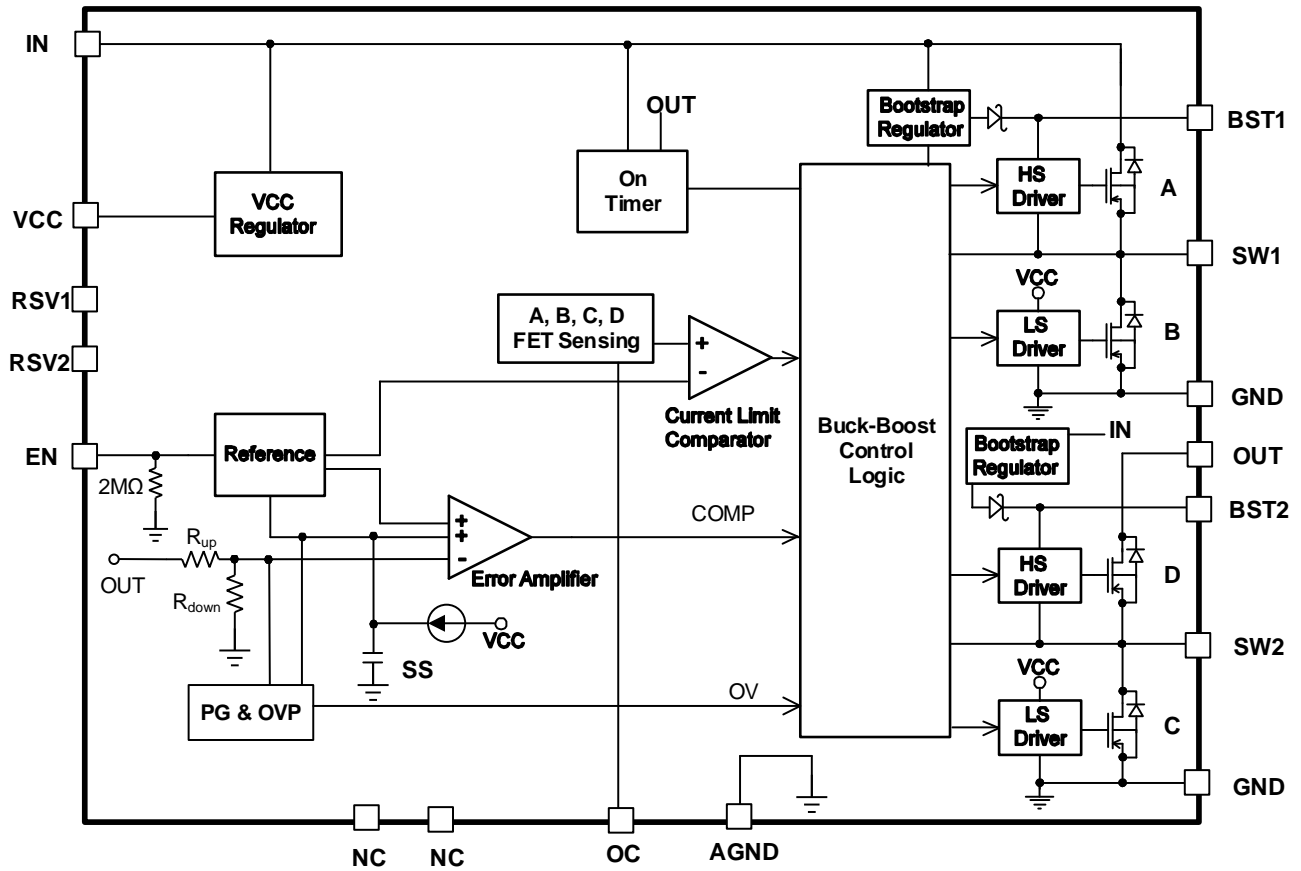 IN
OUT
Bootstrap
Regulator
BST1
VCC
VCC
Regulator
On
Timer
HS
Driver
A
SW1
RSV1
RSV2
A, B, C, D
FET Sensing
+
-
Current Limit
Comparator
VCC
LS
Driver
B
GND
EN
2MΩ
Reference
Buck-Boost
Control
Logic
Bootstrap
Regulator
IN
OUT
BST2
OUT
Rup
Rdown
+
+
-
Error Amplifier
COMP
HS
Driver
D
SW2
VCC
SS
PG & OVP
OV
VCC
LS
Driver
C
GND
NC
NC
OC
AGND